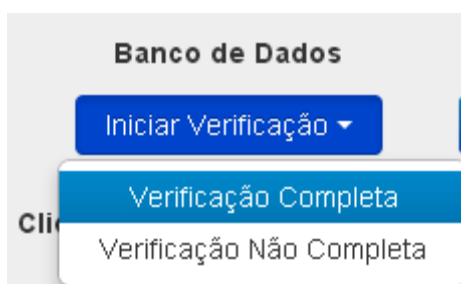 Banco de Dados
Iniciar Verificação
Verificação Completa
Verificação Não Completa